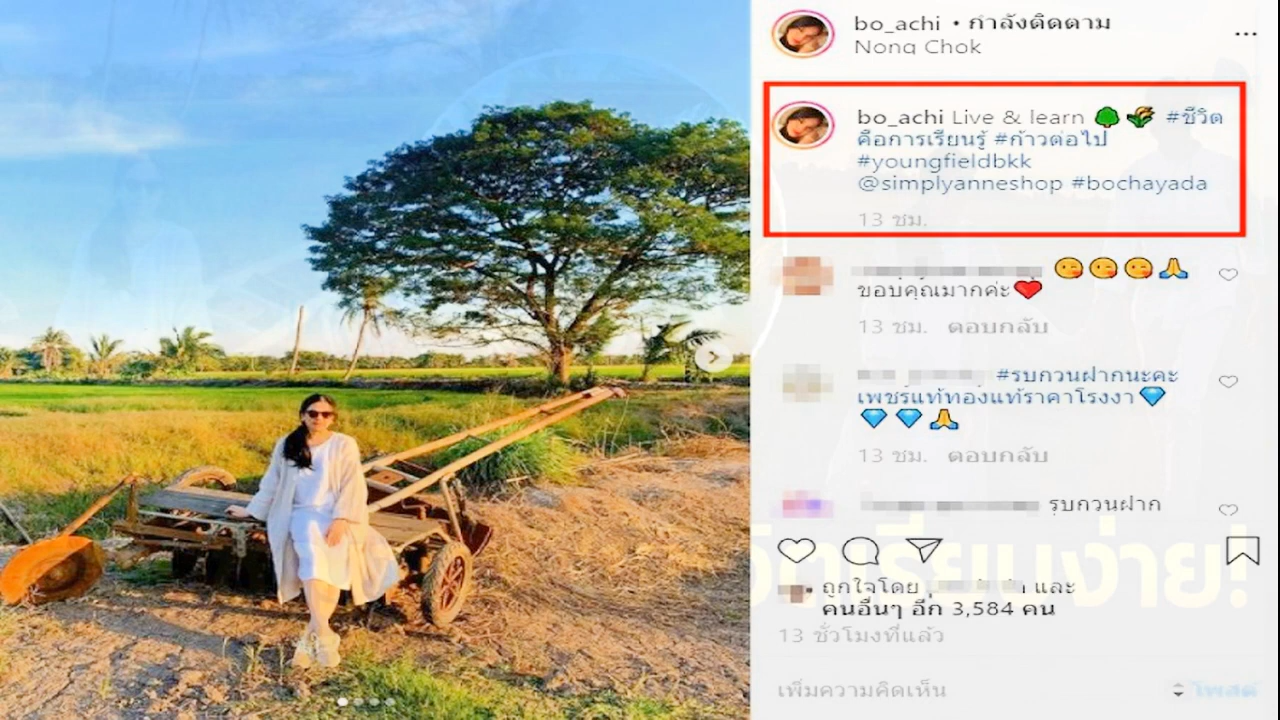 bo_achi • กำลังติดตาม
Nong Chok
bo_achi Live & learn 🌳🌾 #ชีวิต
คือการเรียนรู้ #ก้าวต่อไป
#youngfieldbkk
@simplyanneshop #bochayada
13 ชม.
😘😘😘🙏
ขอบคุณมากค่ะ❤️
13 ชม. ตอบกลับ
#รบกวนฝากนะคะ
เพชรแท้ทองแท้ราคาโรงงา💎
💎💎🙏
13 ชม. ตอบกลับ
รบกวนฝาก
ถูกใจโดย และ
คนอื่นๆ อีก 3,584 คน
13 ชั่วโมงที่แล้ว
เพิ่มความคิดเห็น
โพสต์